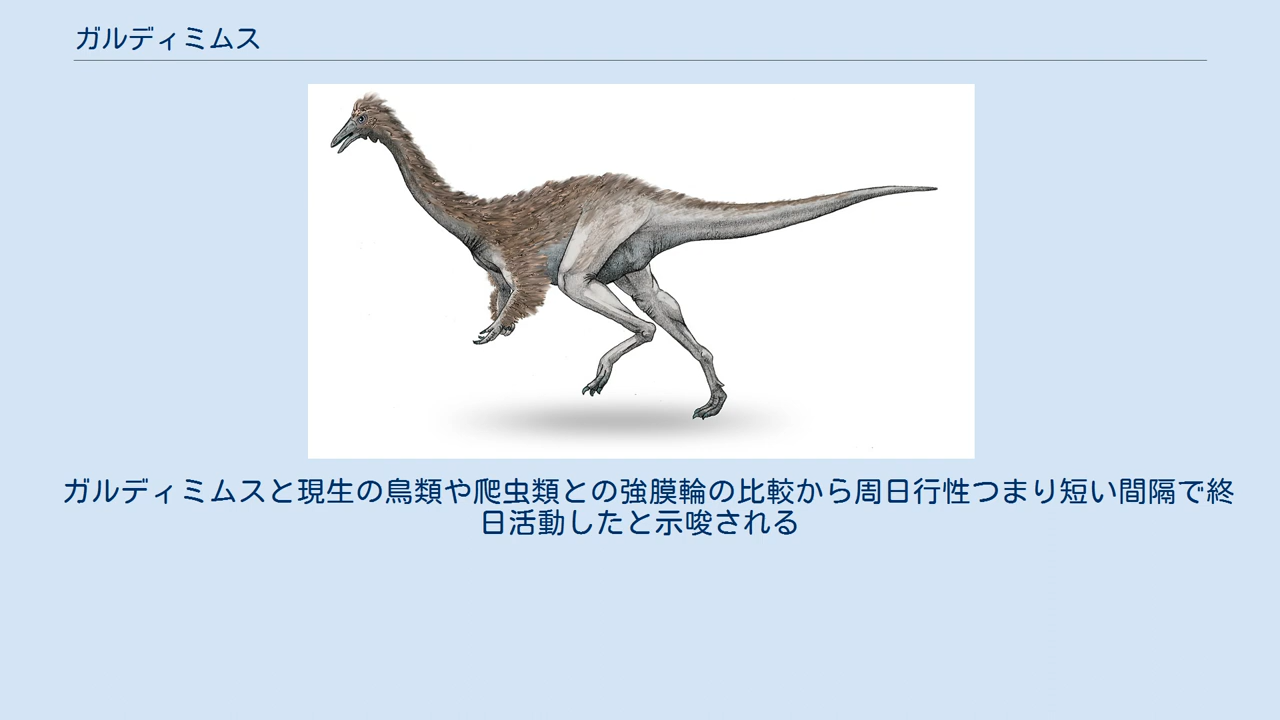 ガルディミムス
ガルディミムスと現生の鳥類や爬虫類との強膜輪の比較から周日行性つまり短い間隔で終
日活動したと示唆される